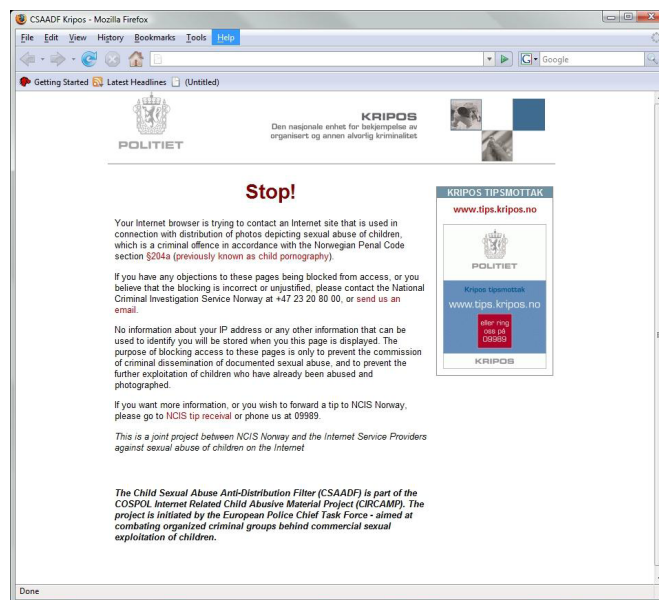 CSAADF Kripos - Mozilla Firefox
File Edit View History Bookmarks Tools Help
Google
Getting Started Latest Headlines (Untitled)
POLITIET
KRIPOS
Den nasjonale enhet for bekjempelse av
organisert og annen alvorlig kriminalitet
Stop!
Your Internet browser is trying to contact an Internet site that is used in
connection with distribution of photos depicting sexual abuse of children,
which is a criminal offence in accordance with the Norwegian Penal Code
section §204a (previously known as child pornography).
If you have any objections to these pages being blocked from access, or you
believe that the blocking is incorrect or unjustified, please contact the National
Criminal Investigation Service Norway at +47 23 20 80 00, or send us an
email.
No information about your IP address or any other information that can be
used to identify you will be stored when you this page is displayed. The
purpose of blocking access to these pages is only to prevent the commission
of criminal dissemination of documented sexual abuse, and to prevent the
further exploitation of children who have already been abused and
photographed.
If you want more information, or you wish to forward a tip to NCIS Norway,
please go to NCIS tip receival or phone us at 09989.
This is a joint project between NCIS Norway and the Internet Service Providers
against sexual abuse of children on the Internet
The Child Sexual Abuse Anti-Distribution Filter (CSAADF) is part of the
COSPOL Internet Related Child Abusive Material Project (CIRCAMP). The
project is initiated by the European Police Chief Task Force - aimed at
combating organized criminal groups behind commercial sexual
exploitation of children.
KRIPOS TIPSMOTTAK
www.tips.kripos.no
POLITIET
Kripos tipsmottak
www.tips.kripos.no
eller ring
oss på
09989
KRIPOS
Done